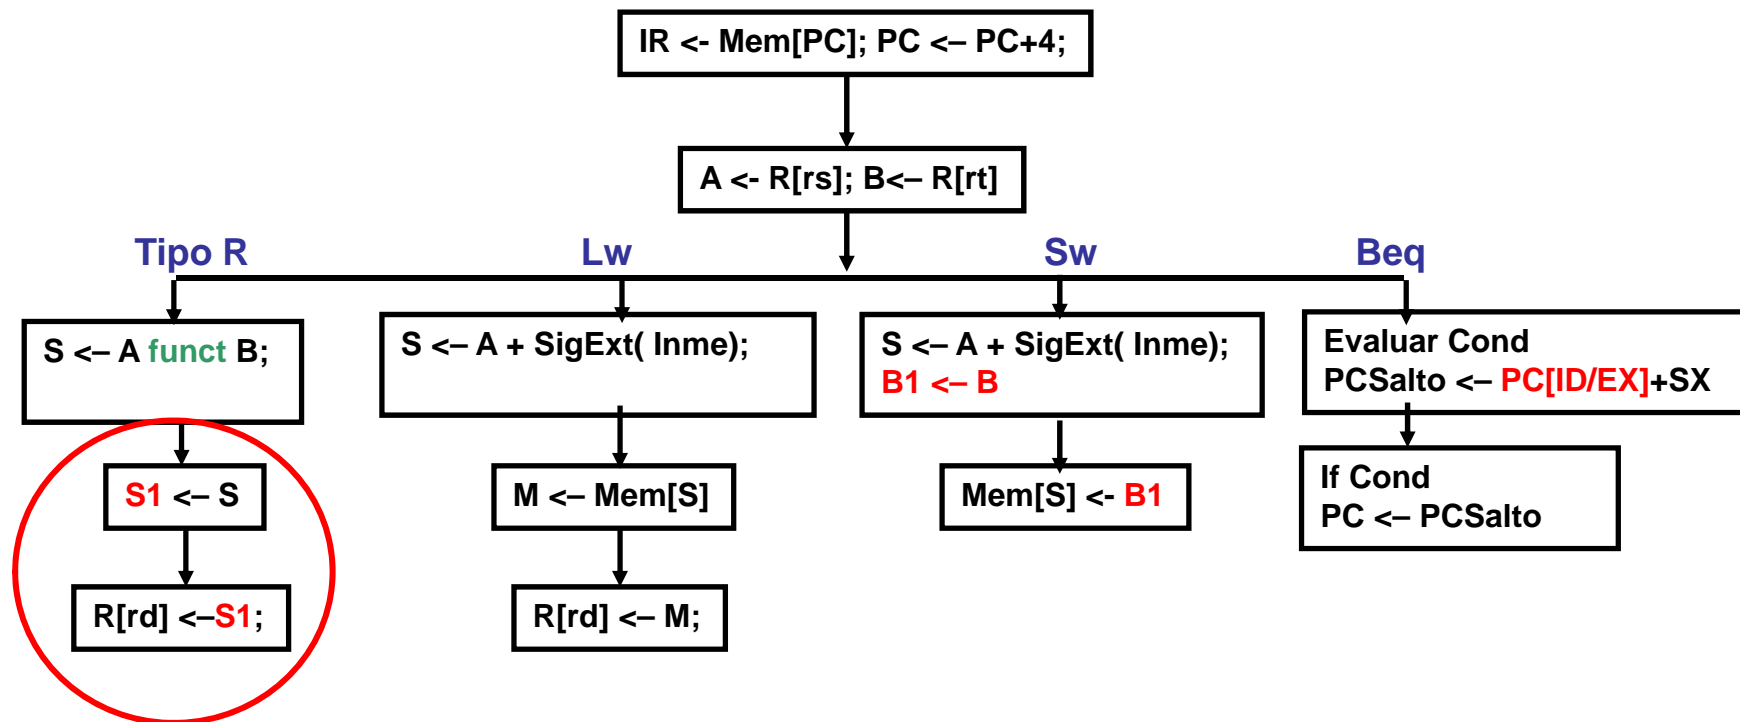 IR <- Mem[PC]; PC <– PC+4;
A <- R[rs]; B<– R[rt]
Tipo R
Lw
Sw
Beq
S <– A funct B;
S <– A + SigExt( Inme);
S <– A + SigExt( Inme);
B1 <– B
Evaluar Cond
PCSalto <– PC[ID/EX]+SX
S1 <– S
M <– Mem[S]
Mem[S] <- B1
If Cond
PC <– PCSalto
R[rd] <–S1;
R[rd] <– M;